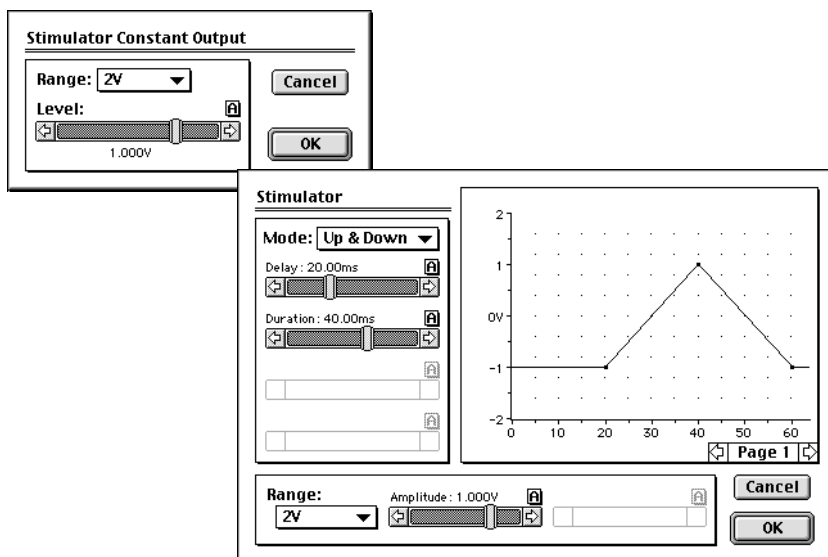 Stimulator Constant Output
Range: 2V
Cancel
Level:
A
1.000V
OK
Stimulator
Mode: Up & Down
Delay: 20.00ms
A
Duration: 40.00ms
A
A
A
2
1
0V
-1
-2
0 10 20 30 40 50 60
Page 1
Range:
2V
Amplitude: 1.000V
A
A
Cancel
OK